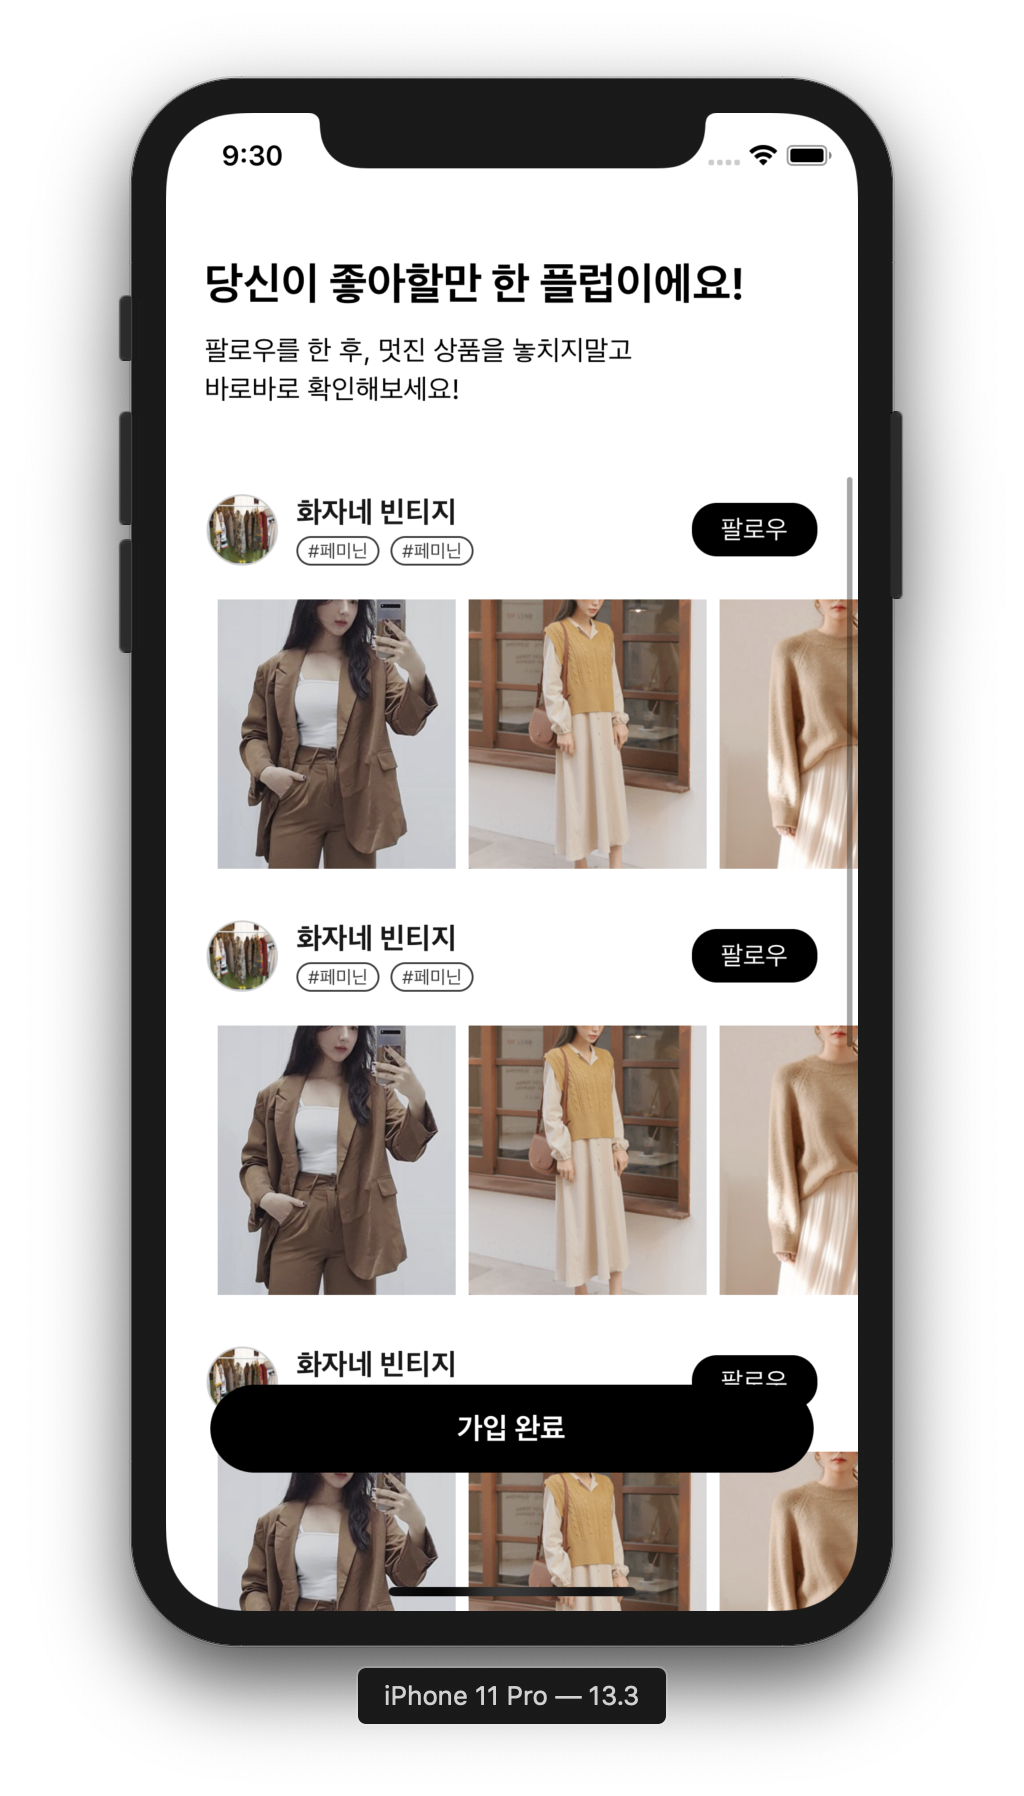 9:30
당신이 좋아할만 한 플럽이에요!
팔로우를 한 후, 멋진 상품을 놓치지말고
바로바로 확인해보세요!
화자네 빈티지
#페미닌 #페미닌
팔로우
화자네 빈티지
#페미닌 #페미닌
팔로우
화자네 빈티지
팔로우
가입 완료
iPhone 11 Pro — 13.3